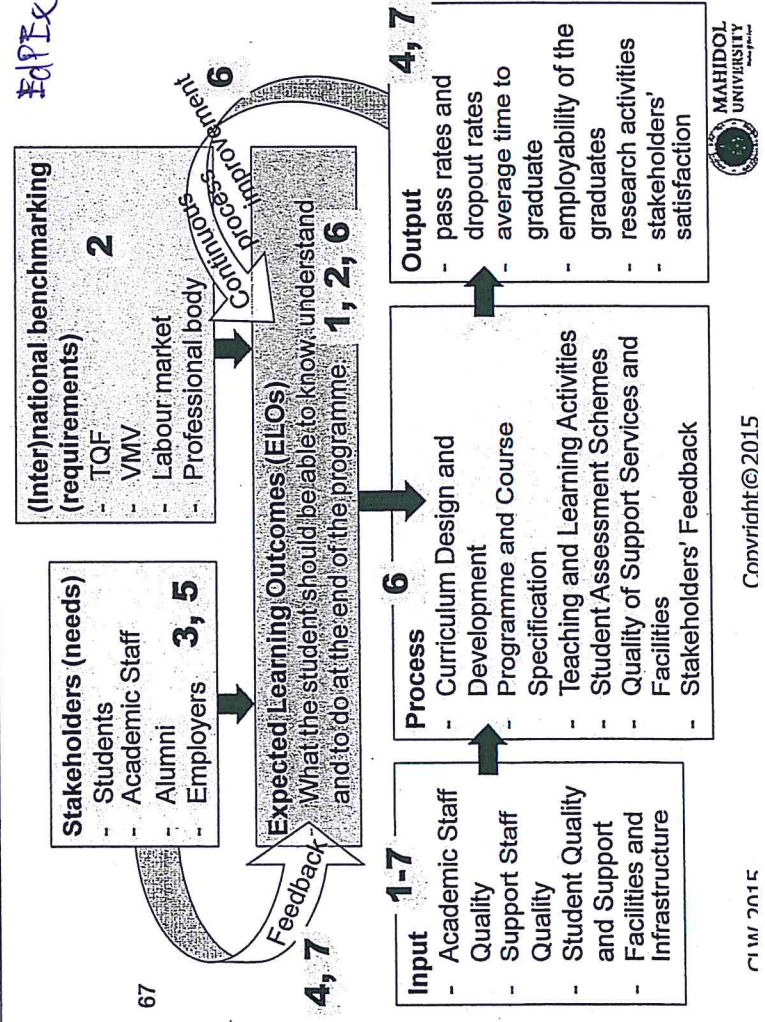 EdPEx
Stakeholders (needs)
- Students
- Academic Staff
- Alumni
- Employers
3, 5
(Inter)national benchmarking
(requirements)
- TQF
- VMV
- Labour market
- Professional body
2
Continuous
process
improvement
6
67
Feedback
4, 7
Expected Learning Outcomes (ELOs)
What the student should be able to know, understand
and to do at the end of the programme.
1, 2, 6
Input
1-7
- Academic Staff
Quality
- Support Staff
Quality
- Student Quality
and Support
- Facilities and
Infrastructure
Process
6
- Curriculum Design and
Development
- Programme and Course
Specification
- Teaching and Learning Activities
- Student Assessment Schemes
- Quality of Support Services and
Facilities
- Stakeholders' Feedback
Output
4, 7
- pass rates and
dropout rates
- average time to
graduate
- employability of the
graduates
- research activities
- stakeholders'
satisfaction
2015
Copyright©2015
MAHIDOL
UNIVERSITY